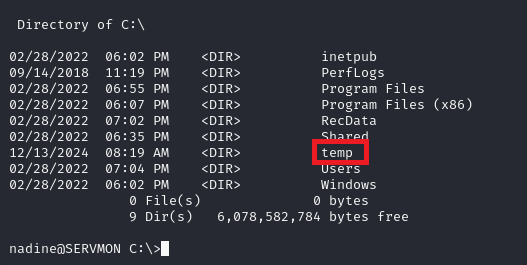 Directory of C:\
02/28/2022  06:02 PM    <DIR>          inetpub
09/14/2018  11:19 PM    <DIR>          PerfLogs
02/28/2022  06:55 PM    <DIR>          Program Files
02/28/2022  06:07 PM    <DIR>          Program Files (x86)
02/28/2022  07:02 PM    <DIR>          RecData
02/28/2022  06:35 PM    <DIR>          Shared
12/13/2024  08:19 AM    <DIR>          temp
02/28/2022  07:04 PM    <DIR>          Users
02/28/2022  06:02 PM    <DIR>          Windows
               0 File(s)              0 bytes
               9 Dir(s)   6,078,582,784 bytes free
nadine@SERVMON C:\>